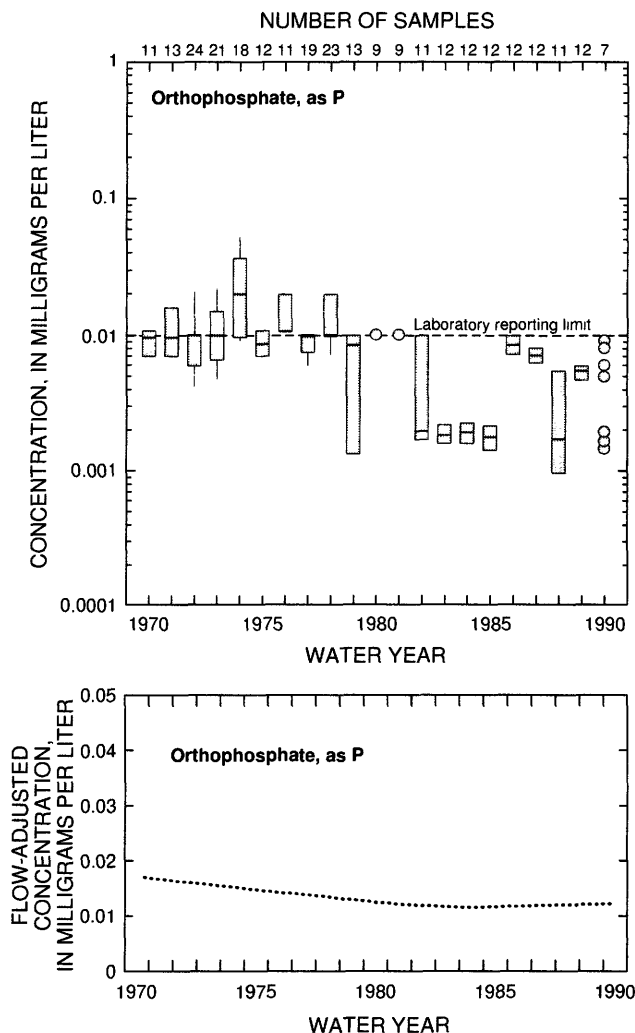 NUMBER OF SAMPLES
11 13 24 21 18 12 11 19 23 13 9 9 11 12 12 12 12 12 11 12 7
1
Orthophosphate, as P
0.1
Laboratory reporting limit
0.01
0.001
0.0001
CONCENTRATION, IN MILLIGRAMS PER LITER
1970 1975 1980 1985 1990
WATER YEAR
0.05
Orthophosphate, as P
0.04
0.03
0.02
0.01
0
FLOW-ADJUSTED
CONCENTRATION,
IN MILLIGRAMS PER LITER
1970 1975 1980 1985 1990
WATER YEAR